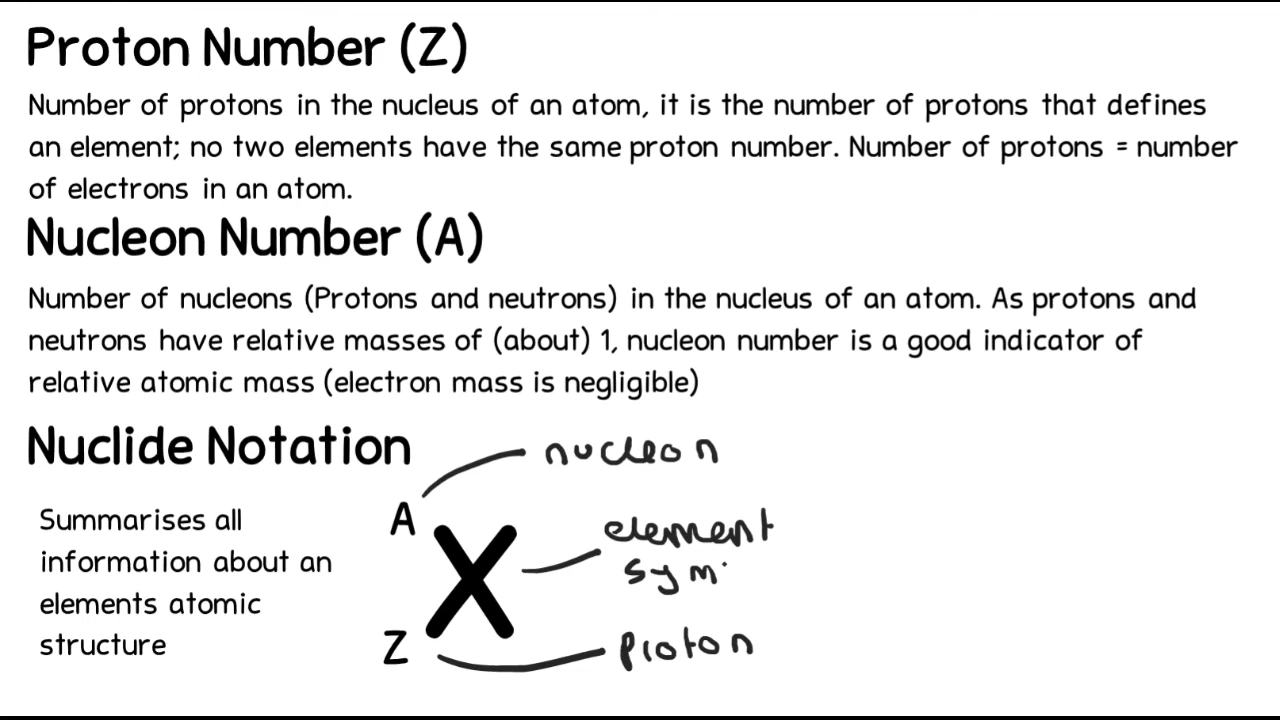 Proton Number (Z)
Number of protons in the nucleus of an atom, it is the number of protons that defines
an element; no two elements have the same proton number. Number of protons = number
of electrons in an atom.
Nucleon Number (A)
Number of nucleons (Protons and neutrons) in the nucleus of an atom. As protons and
neutrons have relative masses of (about) 1, nucleon number is a good indicator of
relative atomic mass (electron mass is negligible)
Nuclide Notation
nucleon
Summarises all
information about an
elements atomic
structure
A
X
Z
element
sym.
proton